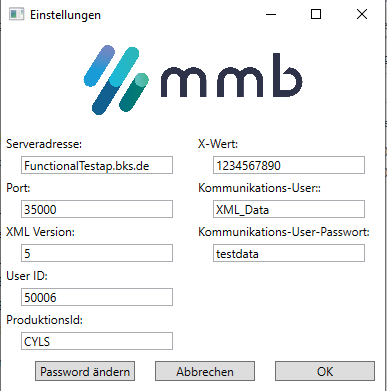 Einstellungen
mmb
Serveradresse:
FunctionalTestap.bks.de
Port:
35000
XML Version:
5
User ID:
50006
ProduktionsId:
CYLS
X-Wert:
1234567890
Kommunikations-User::
XML_Data
Kommunikations-User-Passwort:
testdata
Password ändern
Abbrechen
OK